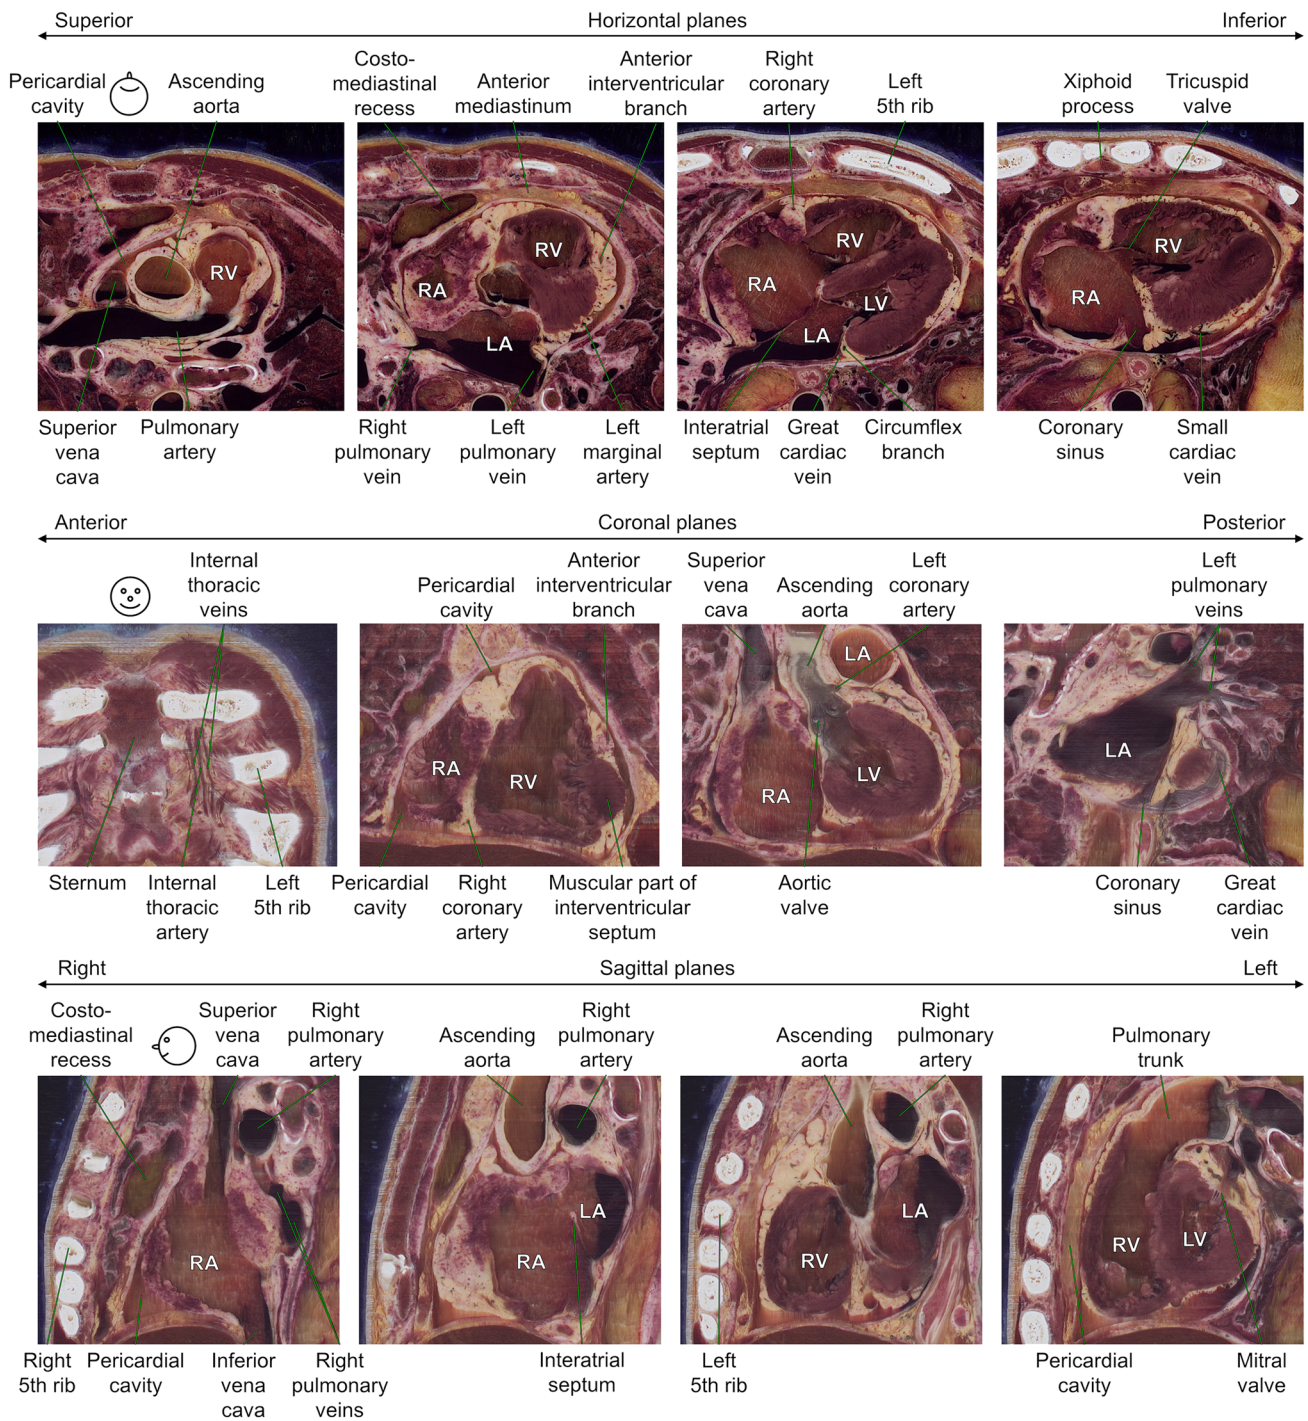 Superior Horizontal planes Inferior
Pericardial cavity
Ascending aorta
Costo-mediastinal recess
Anterior mediastinum
Anterior interventricular branch
Right coronary artery
Left 5th rib
Xiphoid process
Tricuspid valve
RV
RA
RV
LA
RV
RA
LV
LA
RV
RA
Superior vena cava
Pulmonary artery
Right pulmonary vein
Left pulmonary vein
Left marginal artery
Interatrial septum
Great cardiac vein
Circumflex branch
Coronary sinus
Small cardiac vein
Anterior Coronal planes Posterior
Internal thoracic veins
Pericardial cavity
Anterior interventricular branch
Superior vena cava
Ascending aorta
Left coronary artery
Left pulmonary veins
RA
RV
LA
LV
RA
LA
Sternum
Internal thoracic artery
Left 5th rib
Pericardial cavity
Right coronary artery
Muscular part of interventricular septum
Aortic valve
Coronary sinus
Great cardiac vein
Right Sagittal planes Left
Costo-mediastinal recess
Superior vena cava
Right pulmonary artery
Ascending aorta
Right pulmonary artery
Ascending aorta
Right pulmonary artery
Pulmonary trunk
RA
LA
RA
LA
RV
RV
LV
Right 5th rib
Pericardial cavity
Inferior vena cava
Right pulmonary veins
Interatrial septum
Left 5th rib
Pericardial cavity
Mitral valve